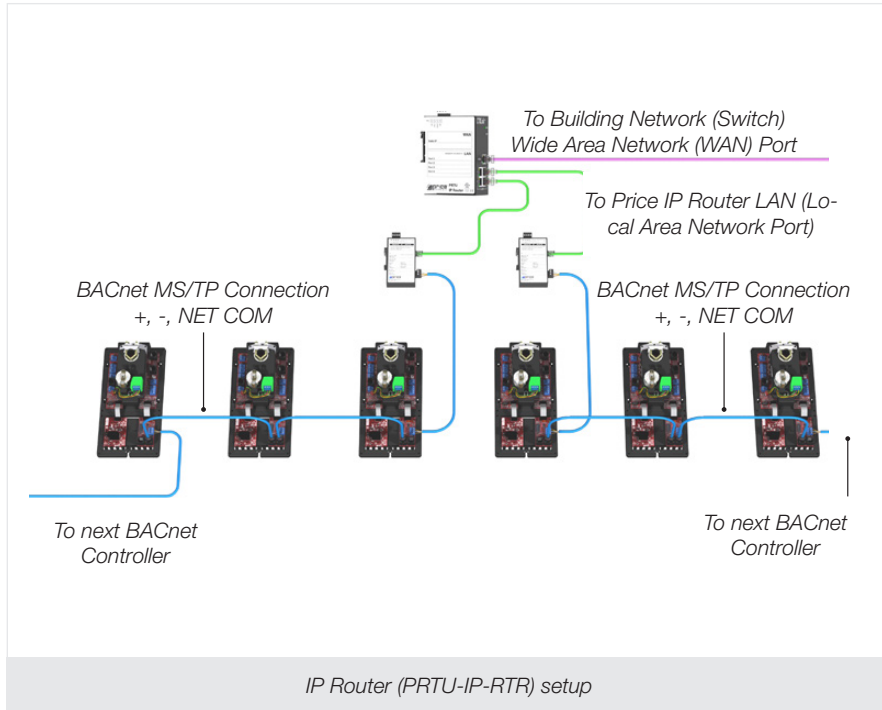 To Building Network (Switch)
Wide Area Network (WAN) Port
To Price IP Router LAN (Lo-
cal Area Network Port)
BACnet MS/TP Connection
+, -, NET COM
BACnet MS/TP Connection
+, -, NET COM
To next BACnet
Controller
To next BACnet
Controller
IP Router (PRTU-IP-RTR) setup